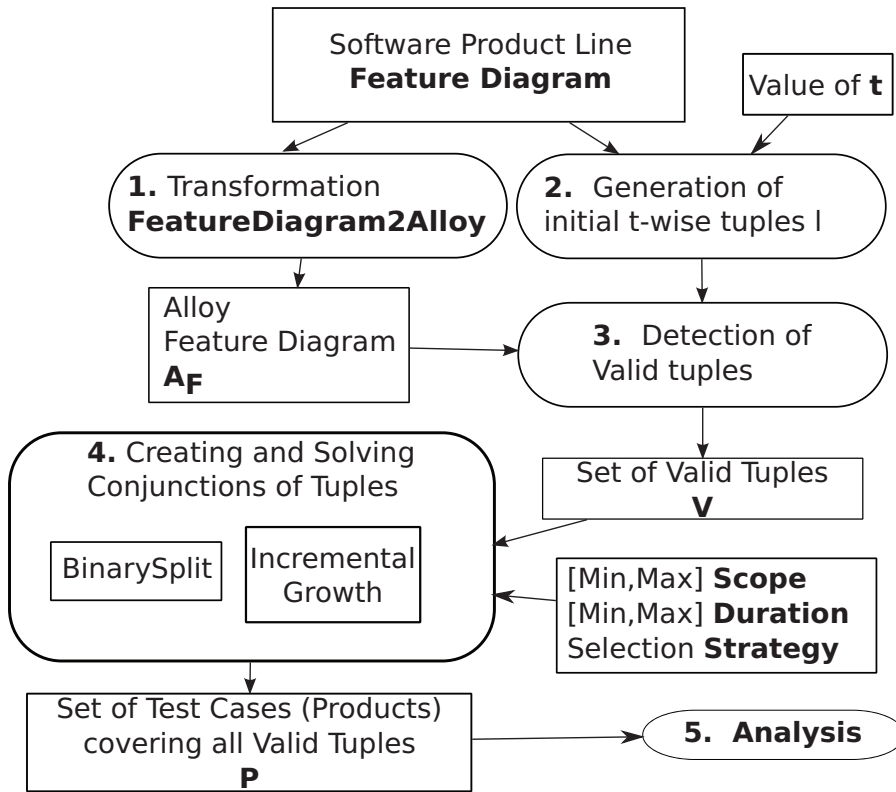 Software Product Line
Feature Diagram
Value of t
1. Transformation
FeatureDiagram2Alloy
2. Generation of
initial t-wise tuples I
Alloy
Feature Diagram
AF
3. Detection of
Valid tuples
4. Creating and Solving
Conjunctions of Tuples
Set of Valid Tuples
V
BinarySplit
Incremental
Growth
[Min,Max] Scope
[Min,Max] Duration
Selection Strategy
Set of Test Cases (Products)
covering all Valid Tuples
P
5. Analysis